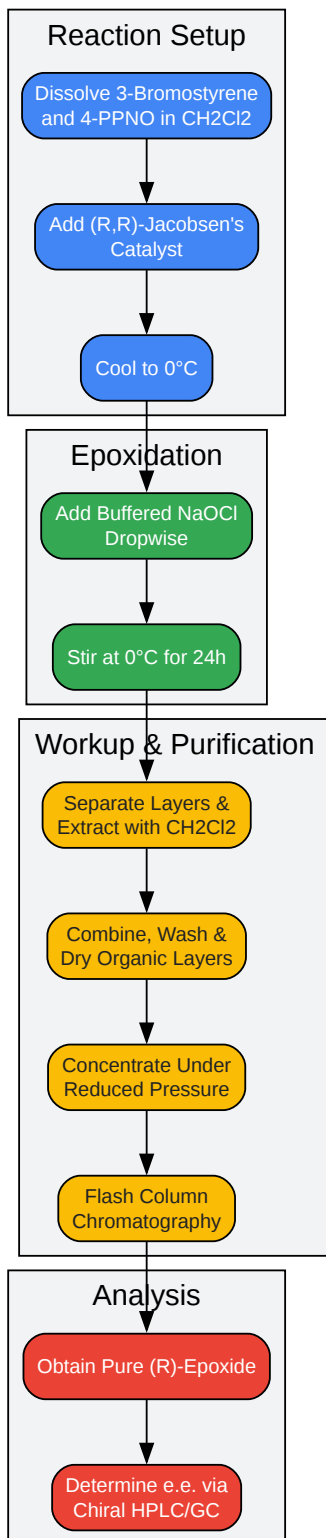 Reaction Setup
Dissolve 3-Bromostyrene
and 4-PPNO in CH2Cl2
Add (R,R)-Jacobsen's
Catalyst
Cool to 0°C
Epoxidation
Add Buffered NaOCl
Dropwise
Stir at 0°C for 24h
Workup & Purification
Separate Layers &
Extract with CH2Cl2
Combine, Wash &
Dry Organic Layers
Concentrate Under
Reduced Pressure
Flash Column
Chromatography
Analysis
Obtain Pure (R)-Epoxide
Determine e.e. via
Chiral HPLC/GC